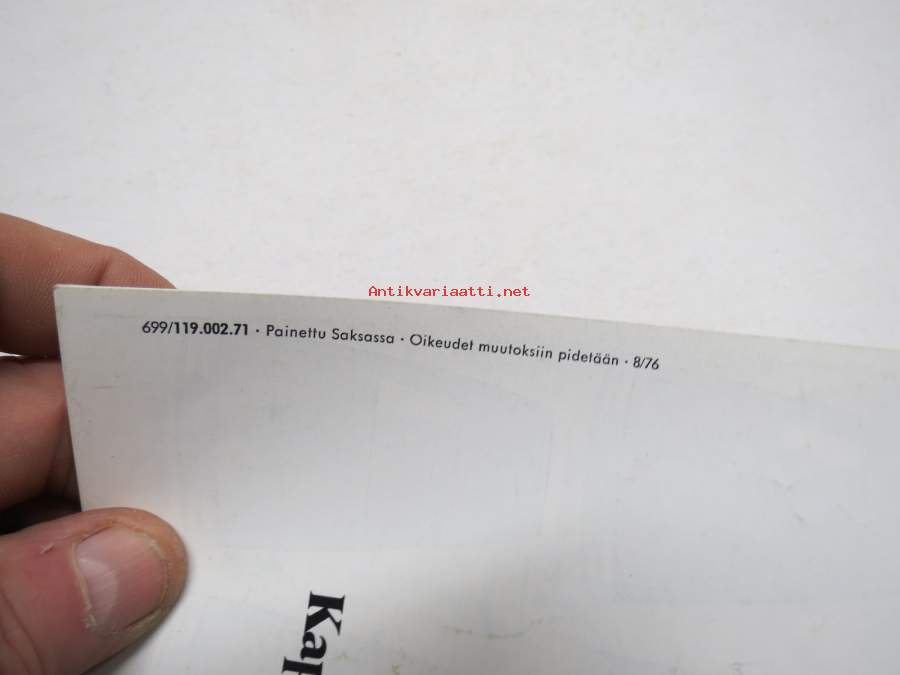 Antikvariaatti.net
699/119.002.71 · Painettu Saksassa · Oikeudet muutoksiin pidetään · 8/76